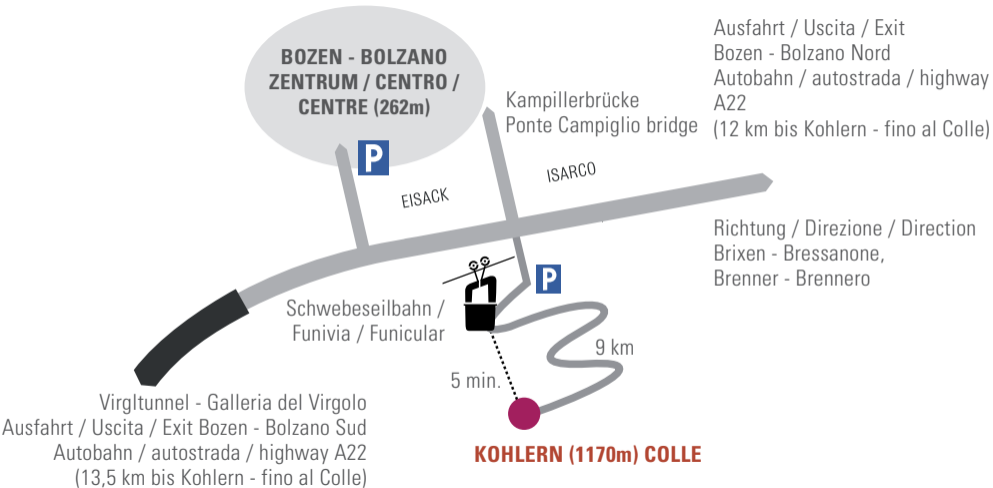 BOZEN - BOLZANO
ZENTRUM / CENTRO /
CENTRE (262m)
P
Kampillerbrücke
Ponte Campiglio bridge
Ausfahrt / Uscita / Exit
Bozen - Bolzano Nord
Autobahn / autostrada / highway
A22
(12 km bis Kohlern - fino al Colle)
EISACK
ISARCO
Richtung / Direzione / Direction
Brixen - Bressanone,
Brenner - Brennero
P
Schwebeseilbahn /
Funivia / Funicular
9 km
5 min.
Virgltunnel - Galleria del Virgolo
Ausfahrt / Uscita / Exit Bozen - Bolzano Sud
Autobahn / autostrada / highway A22
(13,5 km bis Kohlern - fino al Colle)
KOHLERN (1170m) COLLE